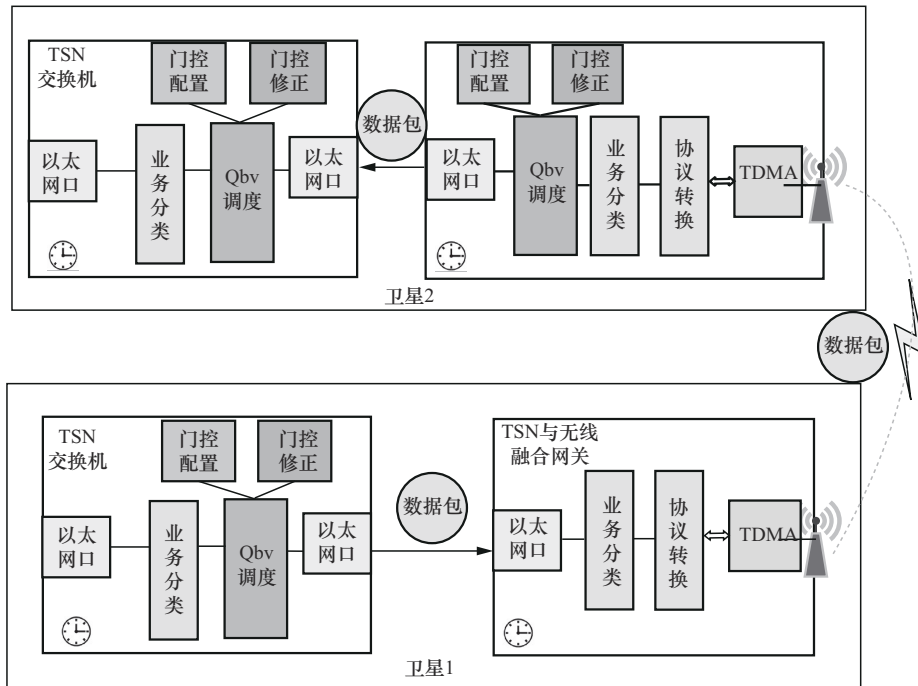 TSN
交换机
门控
配置
门控
修正
以太
网口
业务分类
Qbv
调度
以太
网口
数据包
门控
配置
门控
修正
以太
网口
Qbv
调度
业务分类
协议转换
TDMA
卫星2
数据包
TSN
交换机
门控
配置
门控
修正
以太
网口
业务分类
Qbv
调度
以太
网口
数据包
TSN与无线
融合网关
以太
网口
业务分类
协议转换
TDMA
卫星1